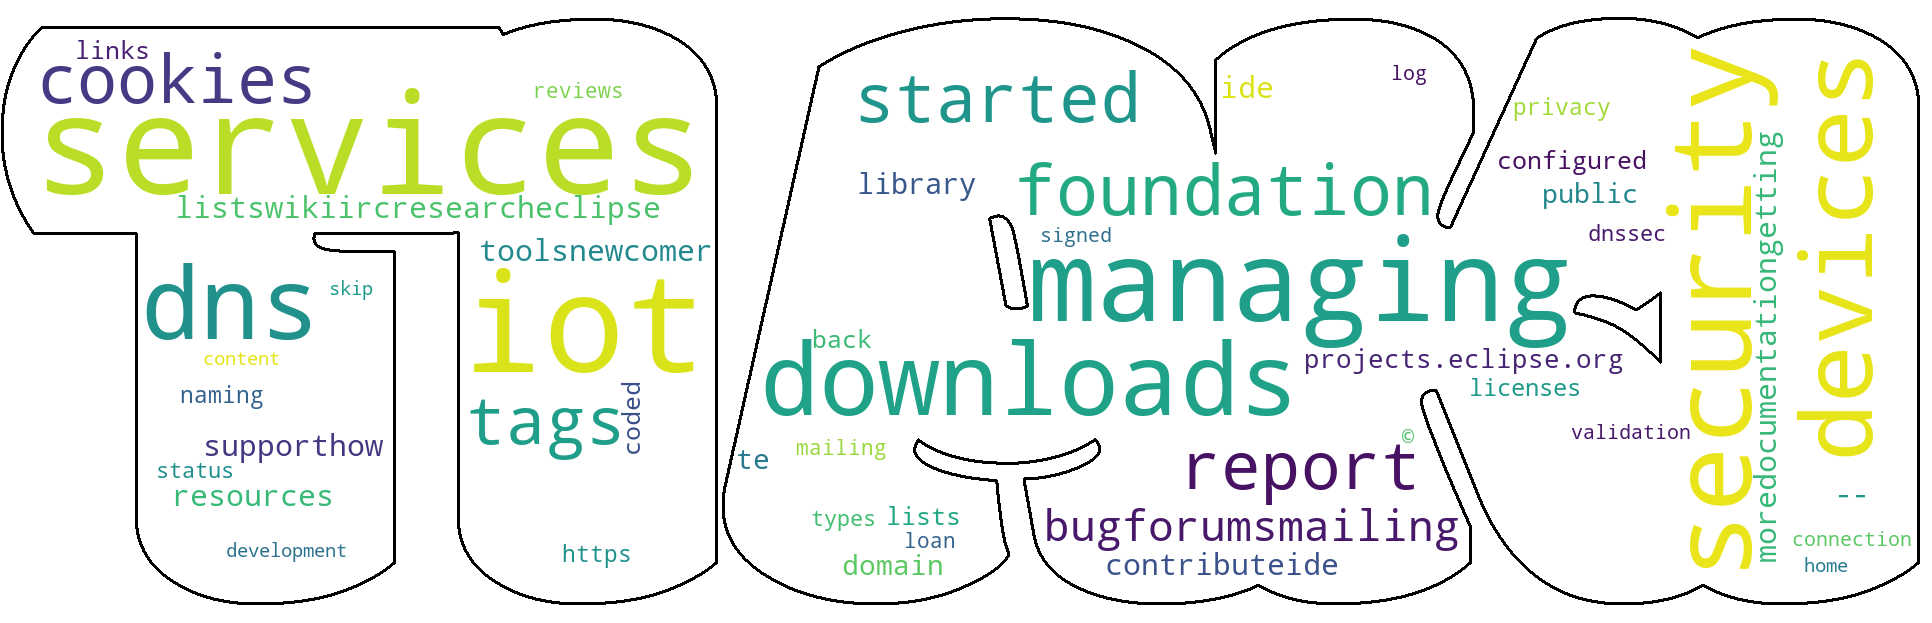 links
cookies
reviews
services
listswikiircresearcheclipse
toolsnewcomer
dns
skip
iot
content
naming
tags
coded
supporthow
status
resources
development
https
started
ide
log
library
foundation
signed
managing
back
downloads
projects.eclipse.org
licenses
mailing
te
©
report
types
lists
loan
domain
bugforumsmailing
contributeide
privacy
configured
public
dnssec
validation
security
moredocumentationgetting
devices
--
connection
home